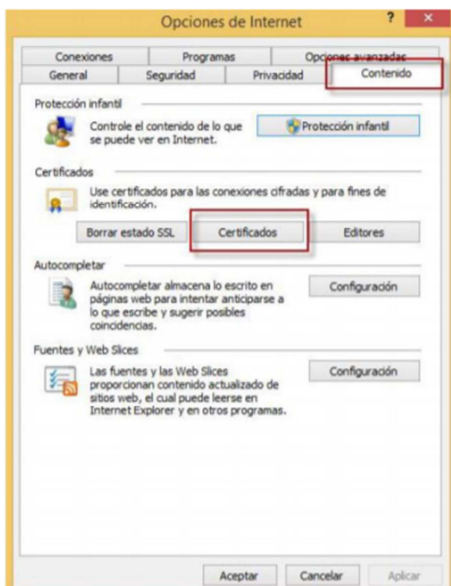 Opciones de Internet
?
Conexiones Programas Opciones avanzadas
General Seguridad Privacidad Contenido
Protección infantil
Controle el contenido de lo que
se puede ver en Internet.
Protección infantil
Certificados
Use certificados para las conexiones cifradas y para fines de
identificación.
Borrar estado SSL Certificados Editores
Autocompletar
Autocompletar almacena lo escrito en
páginas web para intentar anticiparse a
lo que escribe y sugerir posibles
coincidencias.
Configuración
Fuentes y Web Slices
Las fuentes y las Web Slices
proporcionan contenido actualizado de
sitios web, el cual puede leerse en
Internet Explorer y en otros programas.
Configuración
Aceptar Cancelar Aplicar